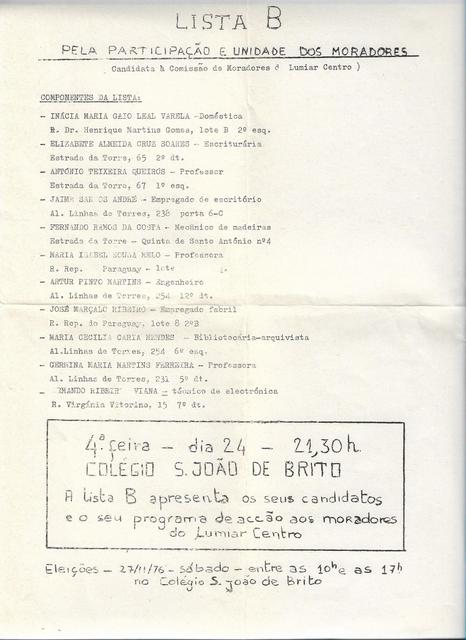 LISTA B
PELA PARTICIPAÇÃO E UNIDADE DOS MORADORES
(Candidata à Comissão de Moradores d Lumiar Centro)
COMPONENTES DA LISTA:
- INÁCIA MARIA GAIO LEAL VARELA -Doméstica
R. Dr. Henrique Martins Gomes, lote B 2º esq.
- ELIZABETE ALMEIDA CRUZ SOARES - Escriturária
Estrada da Torre, 65 2º dt.
- ANTÓNIO TEIXEIRA QUEIRÓS - Professor
Estrada da Torre, 67 1º esq.
- JAIME SANTOS ANDRÉ - Empregado de escritório
Al. Linhas de Torres, 238 porta 6-C
- FERNANDO RAMOS DA COSTA - Mecânico de madeiras
Estrada da Torre - Quinta de Santo António nº4
- MARIA ISABEL SOUSA MELO - Professora
R. Rep. Paraguay - lote
- ARTUR PINTO MARTINS - Engenheiro
Al. Linhas de Torres, 254 12º dt.
- JOSÉ MARÇALO RIBEIRO - Empregado fabril
R. Rep. do Paraguay, lote 8 2ºB
- MARIA CECILIA CARIA MENDES - Bibliotecária-arquivista
Al.Linhas de Torres, 254 6º esq.
- GERMINA MARIA MARTINS FERREIRA - Professora
Al. Linhas de Torres, 231 5º dt.
- RMANDO RIBEIR VIANA - técnico de electrónica
R. Virgínia Vitorino, 15 7º dt.
4ª feira - dia 24 - 21,30h.
COLÉGIO S. JOÃO DE BRITO
A lista B apresenta os seus candidatos
e o seu programa de acção aos moradores
do Lumiar Centro
Eleições - 27/11/76 - sábado - entre as 10h e as 17h
no Colégio S. João de Brito